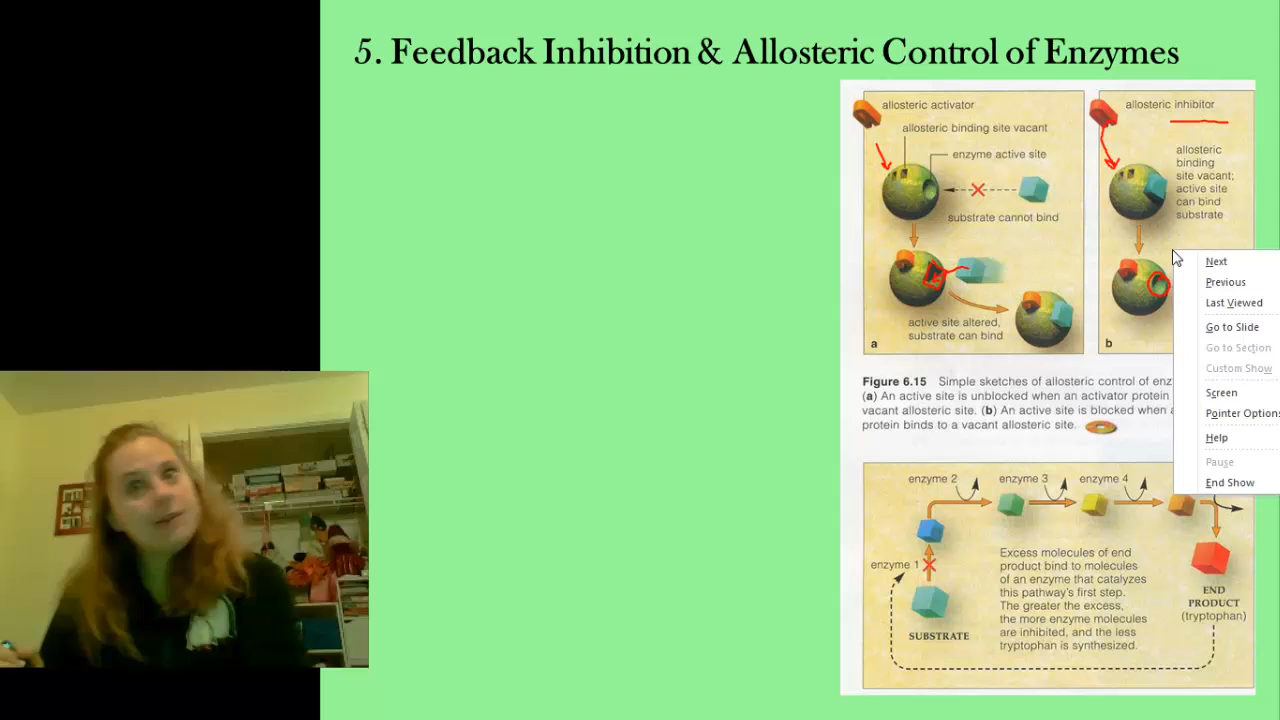 5. Feedback Inhibition & Allosteric Control of Enzymes
allosteric activator
allosteric binding site vacant
enzyme active site
substrate cannot bind
active site altered,
substrate can bind
a
allosteric inhibitor
allosteric
binding
site vacant;
active site
can bind
substrate
b
Figure 6.15 Simple sketches of allosteric control of enz
(a) An active site is unblocked when an activator protein
vacant allosteric site. (b) An active site is blocked when
protein binds to a vacant allosteric site.
Next
Previous
Last Viewed
Go to Slide
Go to Section
Custom Show
Screen
Pointer Options
Help
Pause
End Show
enzyme 2
enzyme 3
enzyme 4
enzyme 1
SUBSTRATE
Excess molecules of end
product bind to molecules
of an enzyme that catalyzes
this pathway's first step.
The greater the excess,
the more enzyme molecules
are inhibited, and the less
tryptophan is synthesized.
END
PRODUCT
(tryptophan)